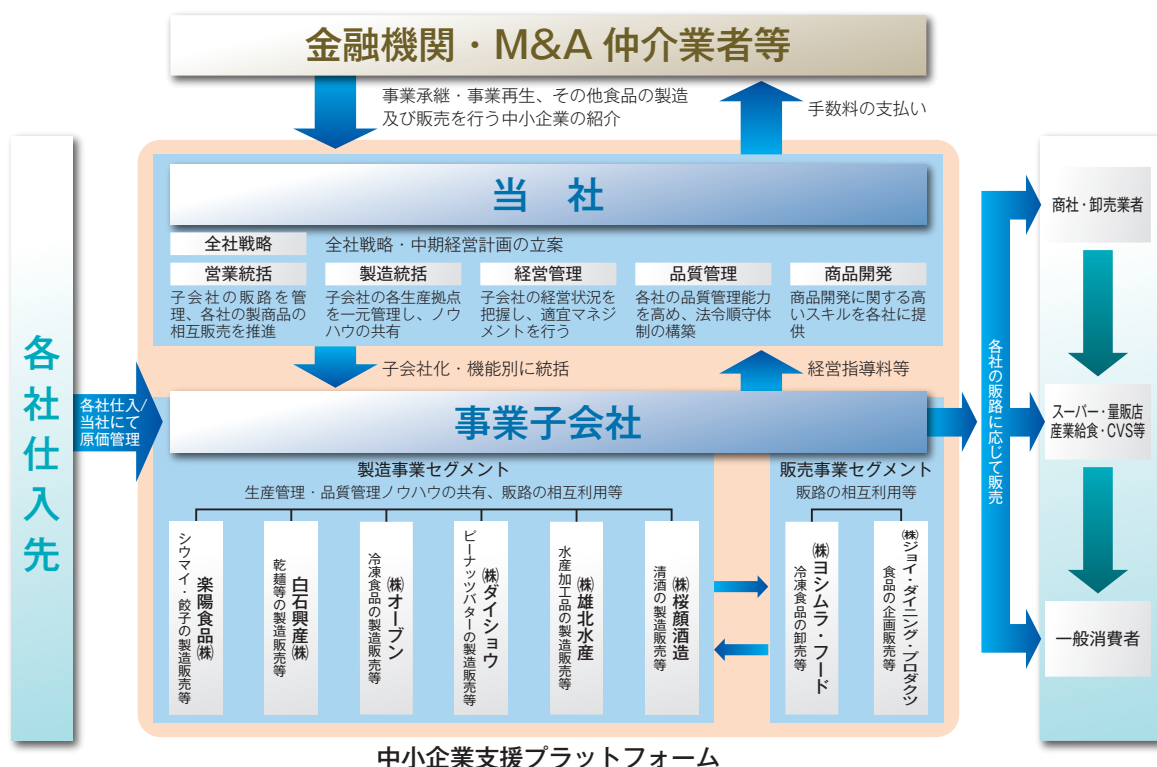 金融機関・M&A 仲介業者等
事業承継・事業再生、その他食品の製造
及び販売を行う中小企業の紹介
手数料の支払い
当 社
全社戦略
全社戦略・中期経営計画の立案
営業統括
子会社の販路を管
理、各社の製商品の
相互販売を推進
製造統括
子会社の各生産拠点
を一元管理し、ノウ
ハウの共有
経営管理
子会社の経営状況を
把握し、適宜マネジ
メントを行う
品質管理
各社の品質管理能力
を高め、法令順守体
制の構築
商品開発
商品開発に関する高
いスキルを各社に提
供
子会社化・機能別に統括
経営指導料等
各社仕入先
各社仕入/
当社にて
原価管理
事業子会社
製造事業セグメント
生産管理・品質管理ノウハウの共有、販路の相互利用等
楽陽食品㈱
シウマイ・餃子の製造販売等
白石興産㈱
乾麺等の製造販売等
㈱オーブン
冷凍食品の製造販売等
㈱ダイショウ
ピーナッツバターの製造販売等
㈱雄北水産
水産加工品の製造販売等
㈱桜顔酒造
清酒の製造販売等
販売事業セグメント
販路の相互利用等
㈱ヨシムラ・フード
冷凍食品の卸売等
㈱ジョイ・ダイニング・プロダクツ
食品の企画販売等
各社の販路に応じて販売
商社・卸売業者
スーパー・量販店
産業給食・CVS等
一般消費者
中小企業支援プラットフォーム